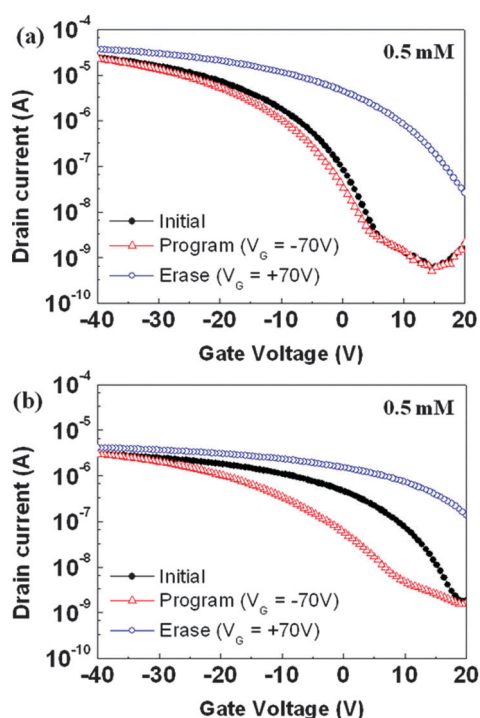 (a)
0.5 mM
Drain current (A)
10⁻⁴
10⁻⁵
10⁻⁶
10⁻⁷
10⁻⁸
10⁻⁹
10⁻¹⁰
Initial
Program (V_G = -70V)
Erase (V_G = +70V)
-40 -30 -20 -10 0 10 20
Gate Voltage (V)
(b)
0.5 mM
Drain current (A)
10⁻⁴
10⁻⁵
10⁻⁶
10⁻⁷
10⁻⁸
10⁻⁹
10⁻¹⁰
Initial
Program (V_G = -70V)
Erase (V_G = +70V)
-40 -30 -20 -10 0 10 20
Gate Voltage (V)